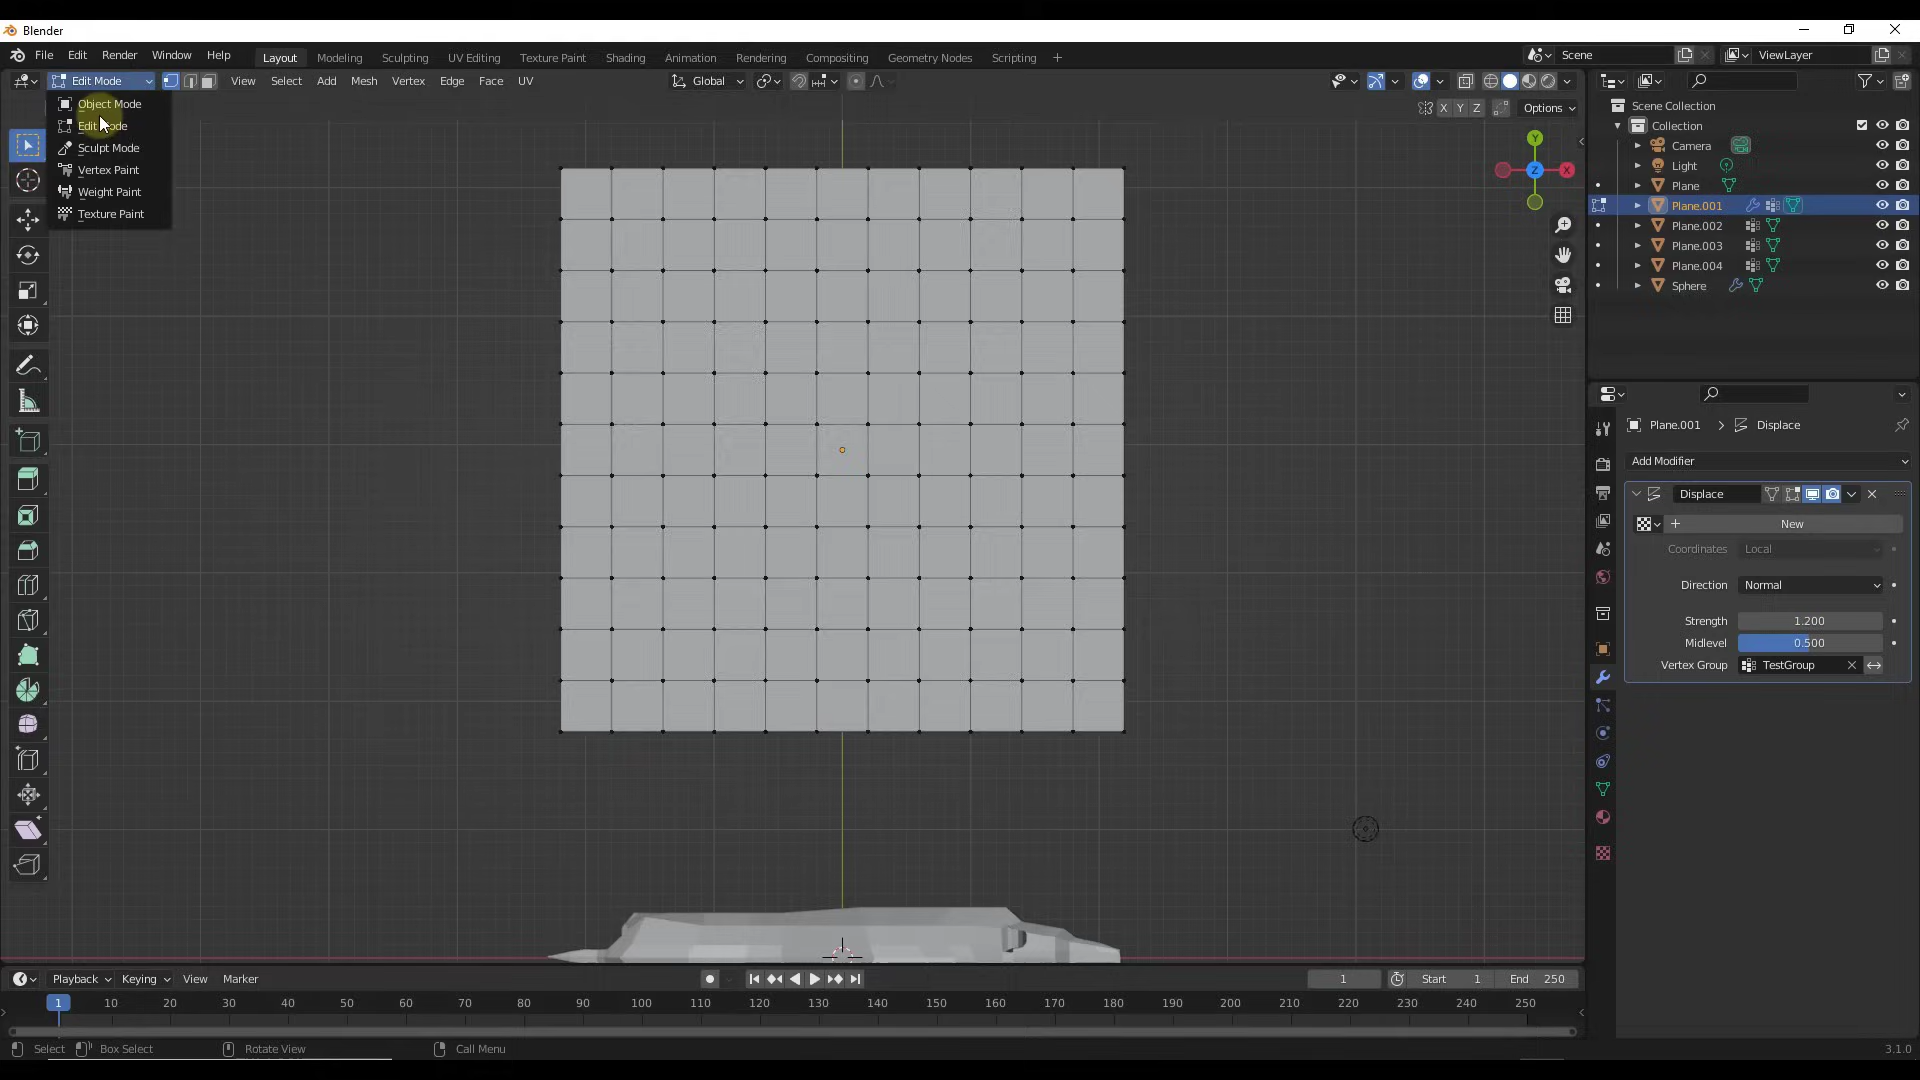 Blender
File Edit Render Window Help Layout Modeling Sculpting UV Editing Texture Paint Shading Animation Rendering Compositing Geometry Nodes Scripting + Scene ViewLayer
Edit Mode View Select Add Mesh Vertex Edge Face UV Global
Object Mode
Edit Mode
Sculpt Mode
Vertex Paint
Weight Paint
Texture Paint
X Y Z Options
Y
X
Z
Scene Collection
Collection
Camera
Light
Plane
Plane.001
Plane.002
Plane.003
Plane.004
Sphere
Plane.001 > Displace
Add Modifier
Displace
+ New
Coordinates Local
Direction Normal
Strength 1.200
Midlevel 0.500
Vertex Group TestGroup
Playback Keying View Marker 1 Start 1 End 250
1 10 20 30 40 50 60 70 80 90 100 110 120 130 140 150 160 170 180 190 200 210 220 230 240 250
Select Box Select Rotate View Call Menu 3.1.0